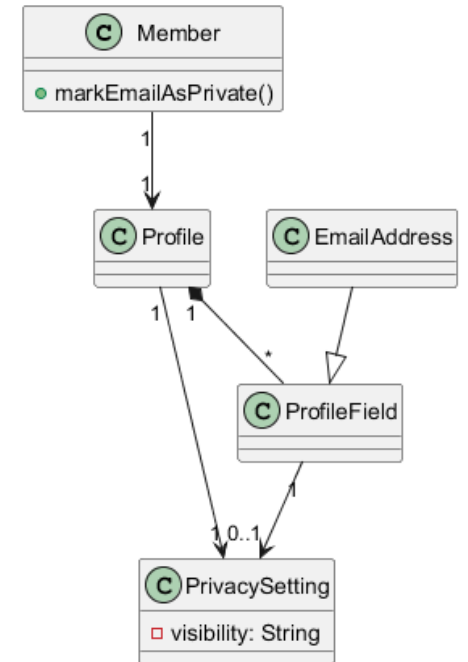 C Member
markEmailAsPrivate()
1
1
C Profile
C EmailAddress
1
1
*
C ProfileField
1
1
0..1
C PrivacySetting
visibility: String